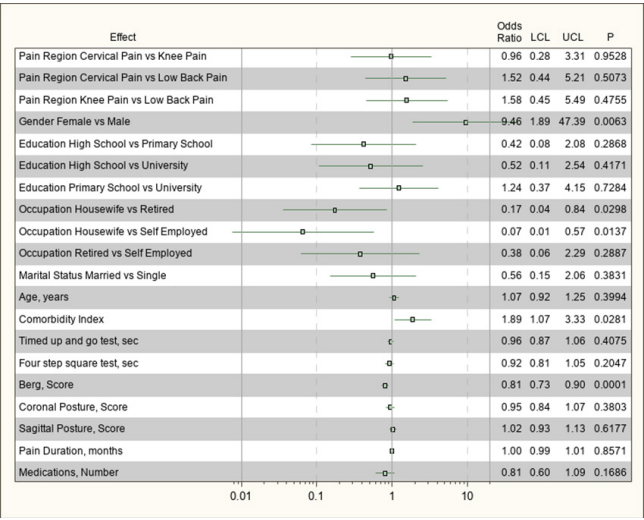 Effect Odds Ratio LCL UCL P
Pain Region Cervical Pain vs Knee Pain 0.96 0.28 3.31 0.9528
Pain Region Cervical Pain vs Low Back Pain 1.52 0.44 5.21 0.5073
Pain Region Knee Pain vs Low Back Pain 1.58 0.45 5.49 0.4755
Gender Female vs Male 9.46 1.89 47.39 0.0063
Education High School vs Primary School 0.42 0.08 2.08 0.2868
Education High School vs University 0.52 0.11 2.54 0.4171
Education Primary School vs University 1.24 0.37 4.15 0.7284
Occupation Housewife vs Retired 0.17 0.04 0.84 0.0298
Occupation Housewife vs Self Employed 0.07 0.01 0.57 0.0137
Occupation Retired vs Self Employed 0.38 0.06 2.29 0.2887
Marital Status Married vs Single 0.56 0.15 2.06 0.3831
Age, years 1.07 0.92 1.25 0.3994
Comorbidity Index 1.89 1.07 3.33 0.0281
Timed up and go test, sec 0.96 0.87 1.06 0.4075
Four step square test, sec 0.92 0.81 1.05 0.2047
Berg, Score 0.81 0.73 0.90 0.0001
Coronal Posture, Score 0.95 0.84 1.07 0.3803
Sagittal Posture, Score 1.02 0.93 1.13 0.6177
Pain Duration, months 1.00 0.99 1.01 0.8571
Medications, Number 0.81 0.60 1.09 0.1686
0.01 0.1 1 10